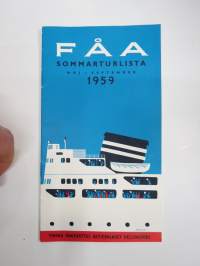 FÅA
SOMMARTURLISTA
MAJ - SEPTEMBER
1959
FINSKA ÅNGFARTYGS AKTIEBOLAGET HELSINGFORS